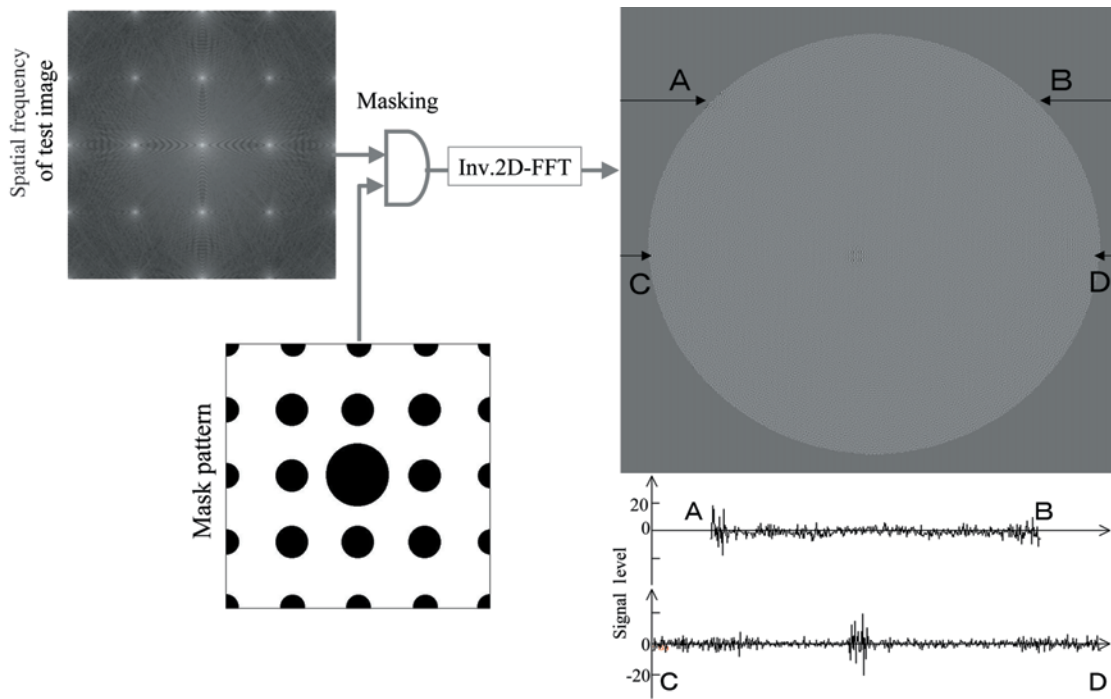 Spatial frequency
of test image
Masking
Inv.2D-FFT
Mask pattern
A
B
C
D
Signal level
20
0
A
B
0
-20
C
D